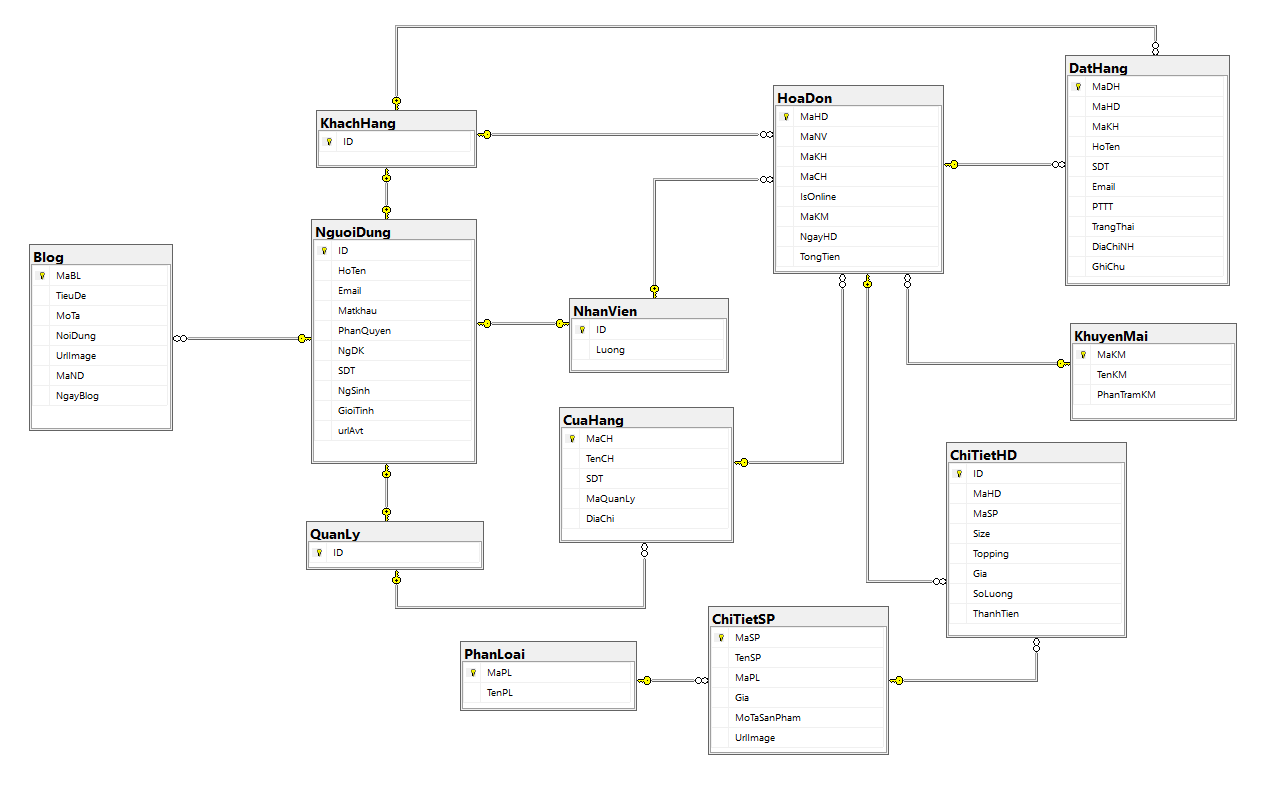 KhachHang
ID
NguoiDung
ID
HoTen
Email
Matkhau
PhanQuyen
NgDK
SDT
NgSinh
GioiTinh
urlAvt
Blog
MaBL
TieuDe
MoTa
NoiDung
UrlImage
MaND
NgayBlog
QuanLy
ID
HoaDon
MaHD
MaNV
MaKH
MaCH
IsOnline
MaKM
NgayHD
TongTien
DatHang
MaDH
MaHD
MaKH
HoTen
SDT
Email
PTTT
TrangThai
DiaChiNH
GhiChu
NhanVien
ID
Luong
CuaHang
MaCH
TenCH
SDT
MaQuanLy
DiaChi
KhuyenMai
MaKM
TenKM
PhanTramKM
ChiTietHD
ID
MaHD
MaSP
Size
Topping
Gia
SoLuong
ThanhTien
PhanLoai
MaPL
TenPL
ChiTietSP
MaSP
TenSP
MaPL
Gia
MoTaSanPham
UrlImage